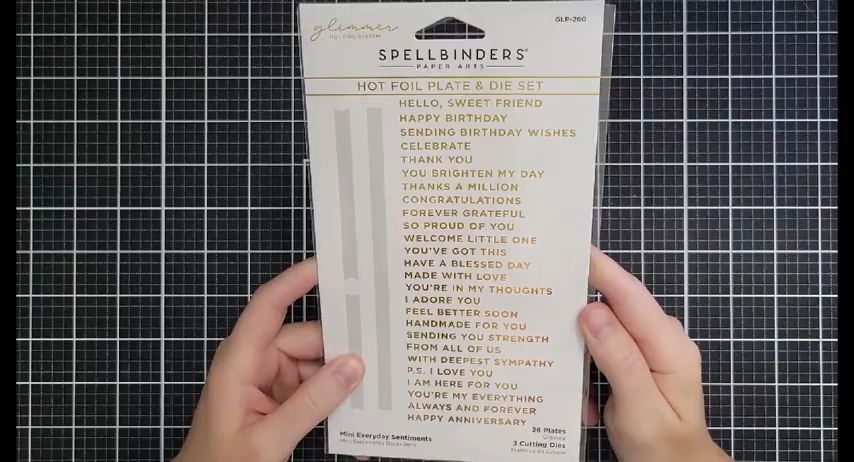 glimmer
HOT FOIL SYSTEM
GLP-260
SPELLBINDERS®
PAPER ARTS
HOT FOIL PLATE & DIE SET
HELLO, SWEET FRIEND
HAPPY BIRTHDAY
SENDING BIRTHDAY WISHES
CELEBRATE
THANK YOU
YOU BRIGHTEN MY DAY
THANKS A MILLION
CONGRATULATIONS
FOREVER GRATEFUL
SO PROUD OF YOU
WELCOME LITTLE ONE
YOU'VE GOT THIS
HAVE A BLESSED DAY
MADE WITH LOVE
YOU'RE IN MY THOUGHTS
I ADORE YOU
FEEL BETTER SOON
HANDMADE FOR YOU
SENDING YOU STRENGTH
FROM ALL OF US
WITH DEEPEST SYMPATHY
P.S. I LOVE YOU
I AM HERE FOR YOU
YOU'RE MY EVERYTHING
ALWAYS AND FOREVER
HAPPY ANNIVERSARY
Mini Everyday Sentiments
26 Plates
3 Cutting Dies